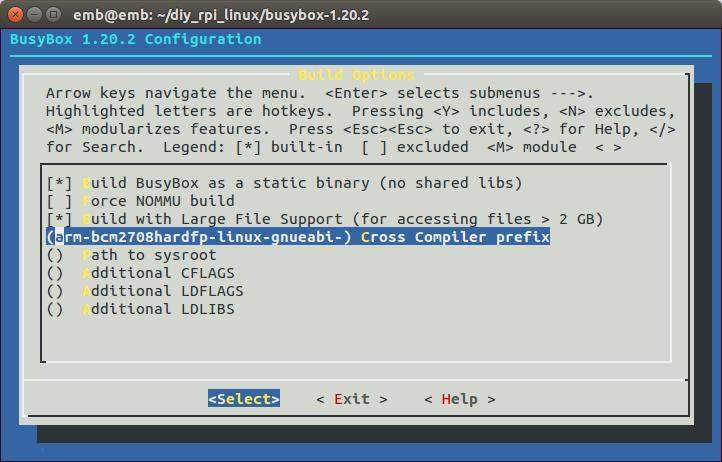 emb@emb: ~/diy_rpi_linux/busybox-1.20.2
BusyBox 1.20.2 Configuration
Build Options
Arrow keys navigate the menu.  <Enter> selects submenus --->.
Highlighted letters are hotkeys.  Pressing <Y> includes, <N> excludes,
<M> modularizes features.  Press <Esc><Esc> to exit, <?> for Help, </>
for Search.  Legend: [*] built-in  [ ] excluded  <M> module  < >
[*] Build BusyBox as a static binary (no shared libs)
[ ] Force NOMMU build
[*] Build with Large File Support (for accessing files > 2 GB)
(arm-bcm2708hardfp-linux-gnueabi-) Cross Compiler prefix
()  Path to sysroot
()  Additional CFLAGS
()  Additional LDFLAGS
()  Additional LDLIBS
<Select>    < Exit >    < Help >